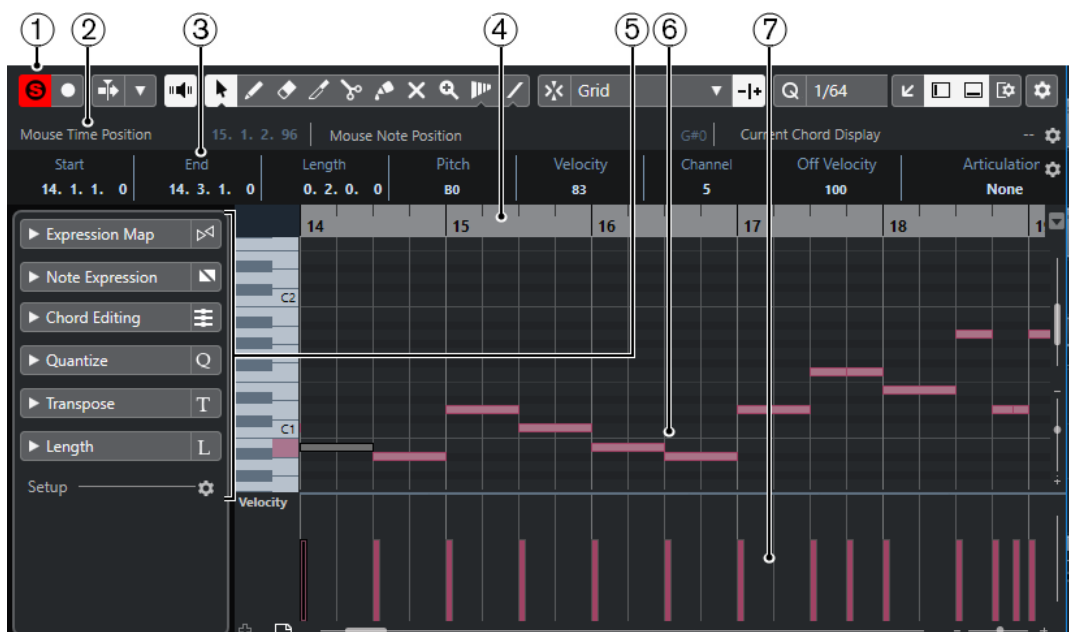 1 2 3 4 5 6 7
S Grid Q 1/64
Mouse Time Position 15. 1. 2. 96 Mouse Note Position G#0 Current Chord Display --
Start End Length Pitch Velocity Channel Off Velocity Articulation
14. 1. 1. 0 14. 3. 1. 0 0. 2. 0. 0 B0 83 5 100 None
14 15 16 17 18
Expression Map
Note Expression
C2
Chord Editing
Quantize Q
Transpose T
C1
Length L
Setup
Velocity